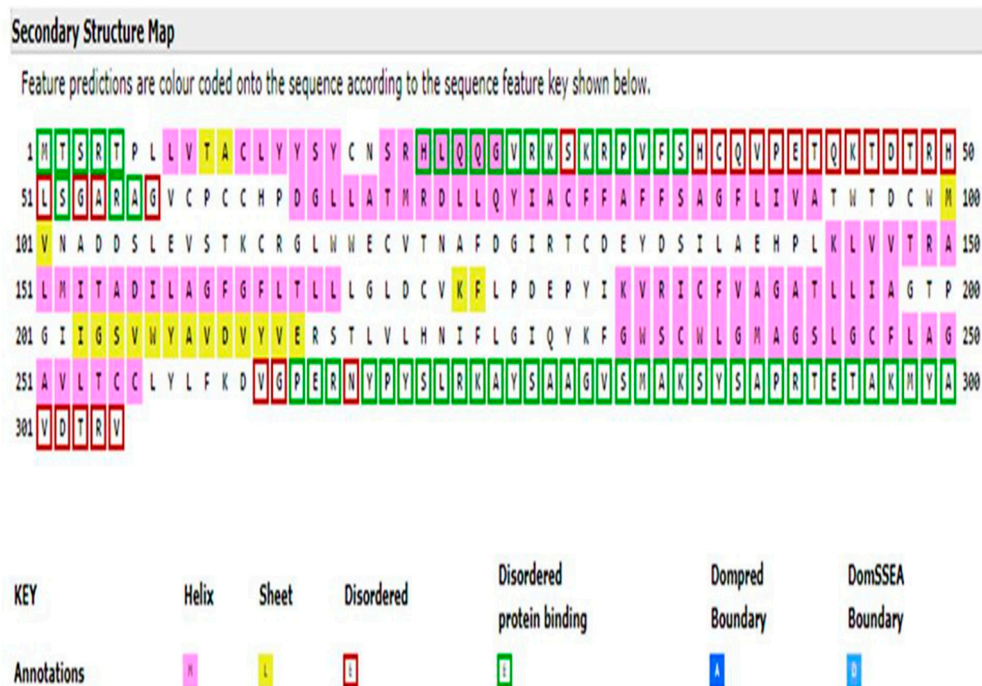 Secondary Structure Map
Feature predictions are colour coded onto the sequence according to the sequence feature key shown below.
1 M T S R T P L L V T A C L Y Y S Y C N S R H L Q Q G V R K S K R P V F S H C Q V P E T Q K T D T R H 50
51 L S G A R A G V C P C C H P D G L L A T M R D L L Q Y I A C F F A F F S A G F L I V A T W T D C W M 100
101 V N A D D S L E V S T K C R G L W W E C V T N A F D G I R T C D E Y D S I L A E H P L K L V V T R A 150
151 L M I T A D I L A G F G F L T L L L G L D C V K F L P D E P Y I K V R I C F V A G A T L L I A G T P 200
201 G I I G S V W Y A V D V Y V E R S T L V L H N I F L G I Q Y K F G W S C W L G M A G S L G C F L A G 250
251 A V L T C C L Y L F K D V G P E R N Y P Y S L R K A Y S A A G V S M A K S Y S A P R T E T A K M Y A 300
301 V D T R V
KEY Helix Sheet Disordered Disordered protein binding Dompred Boundary DomSSEA Boundary
Annotations L A D